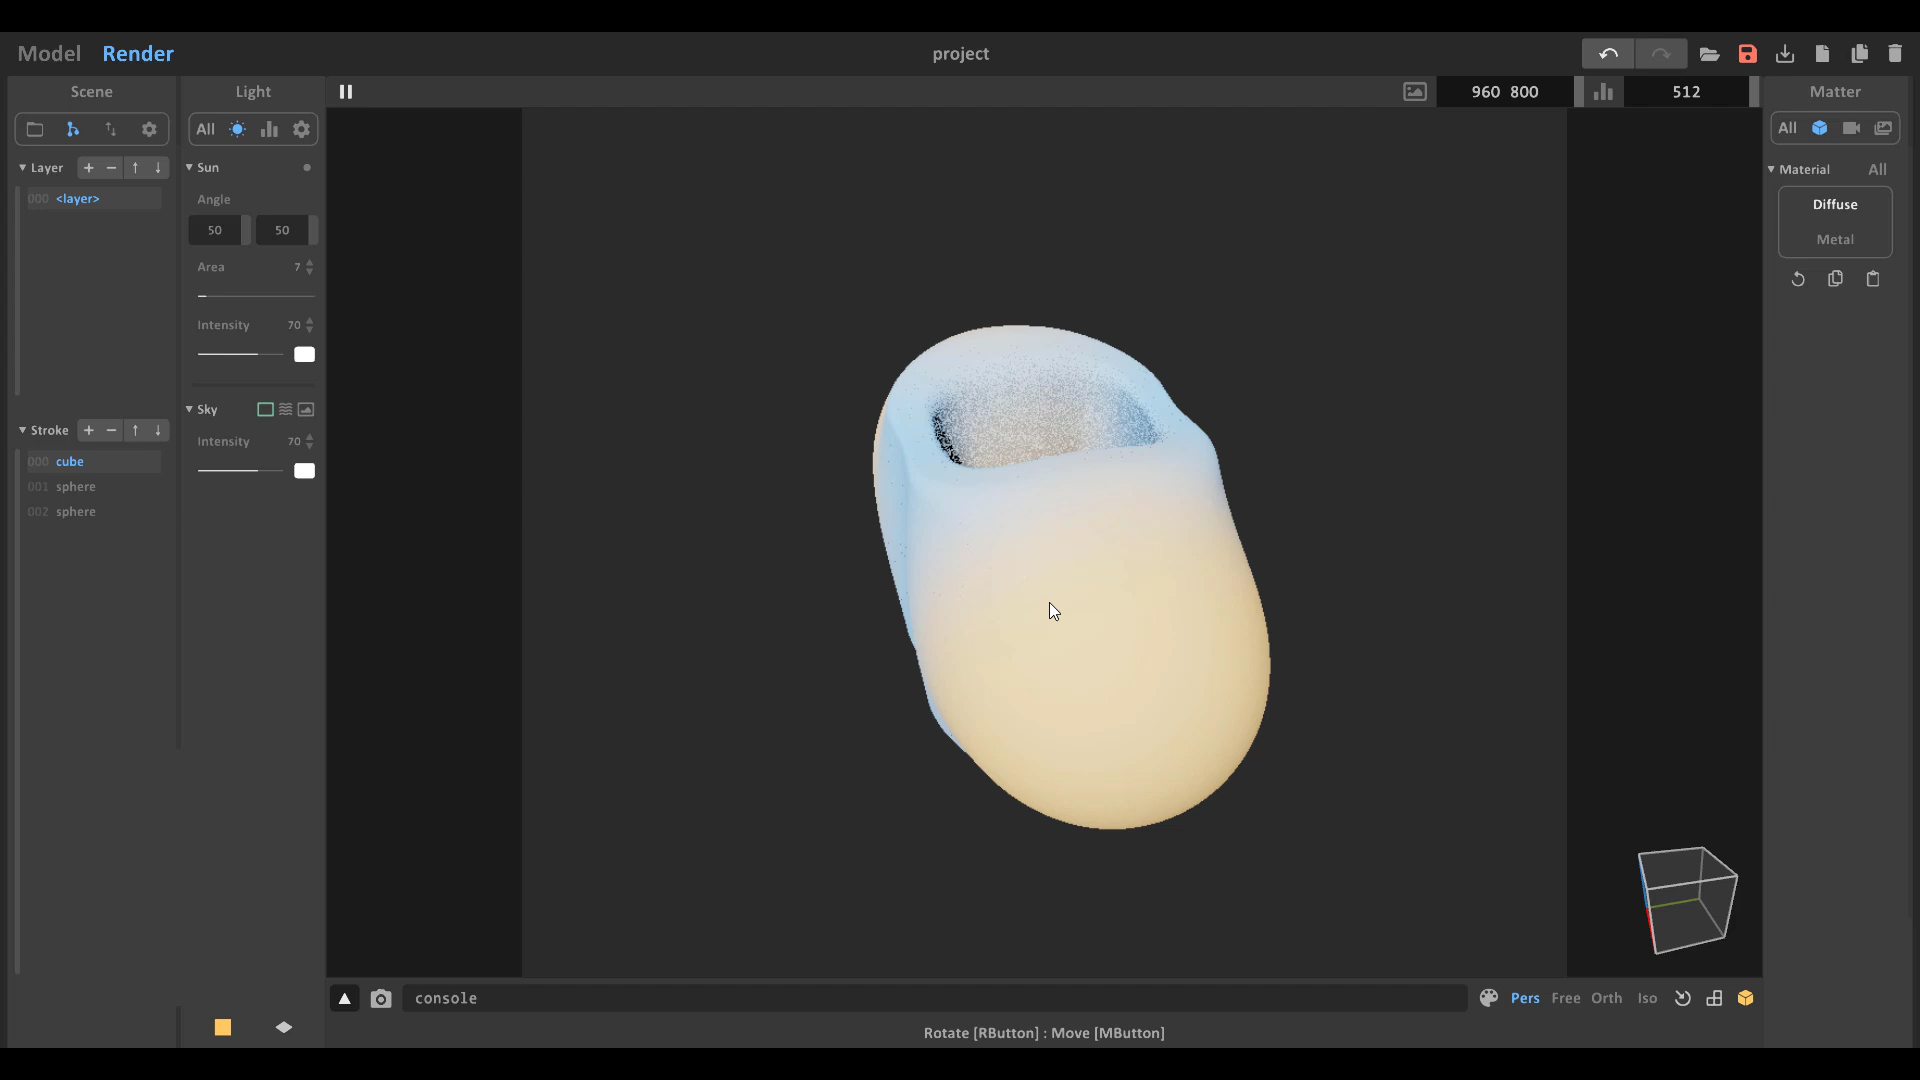 Model Render
project
Scene
Light
960 800
512
Matter
All
All
Layer
Sun
Material All
000 <layer>
Angle
Diffuse
50 50
Metal
Area 7
Intensity 70
Sky
Stroke
Intensity 70
000 cube
001 sphere
002 sphere
console
Pers Free Orth Iso
Rotate [RButton] : Move [MButton]